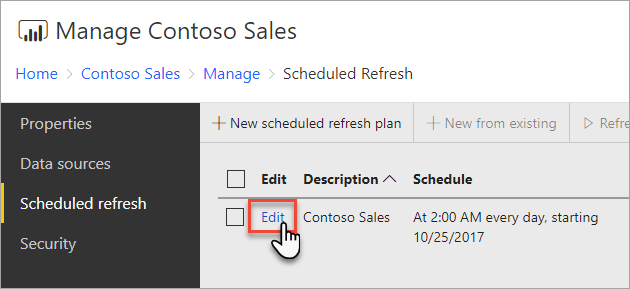 Manage Contoso Sales
Home > Contoso Sales > Manage > Scheduled Refresh
Properties
Data sources
Scheduled refresh
Security
+ New scheduled refresh plan + New from existing Refre
Edit Description Schedule
Edit Contoso Sales At 2:00 AM every day, starting
10/25/2017